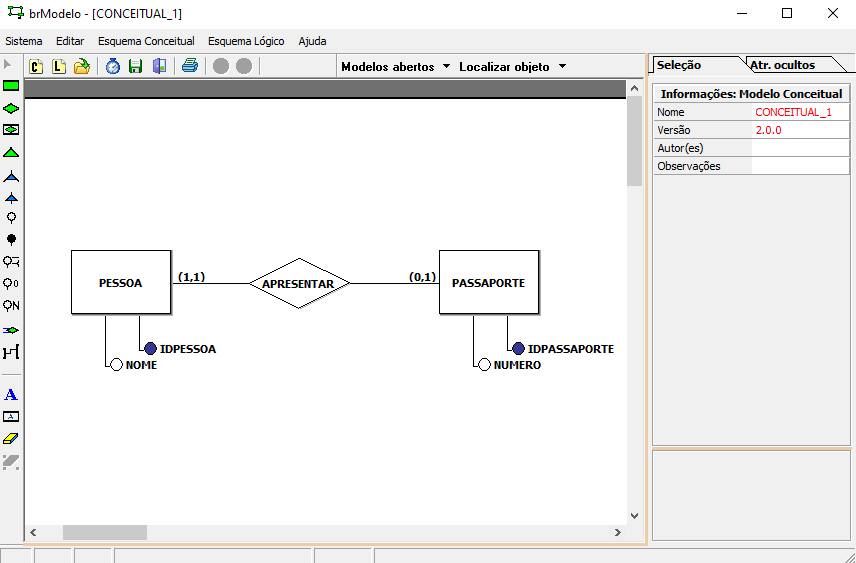 brModelo - [CONCEITUAL_1]
Sistema Editar Esquema Conceitual Esquema Lógico Ajuda
C L Modelos abertos Localizar objeto
Seleção Atr. ocultos
Informações: Modelo Conceitual
Nome CONCEITUAL_1
Versão 2.0.0
Autor(es)
Observações
0
N
A
A
PESSOA (1,1) APRESENTAR (0,1) PASSAPORTE
IDPESSOA IDPASSAPORTE
NOME NUMERO